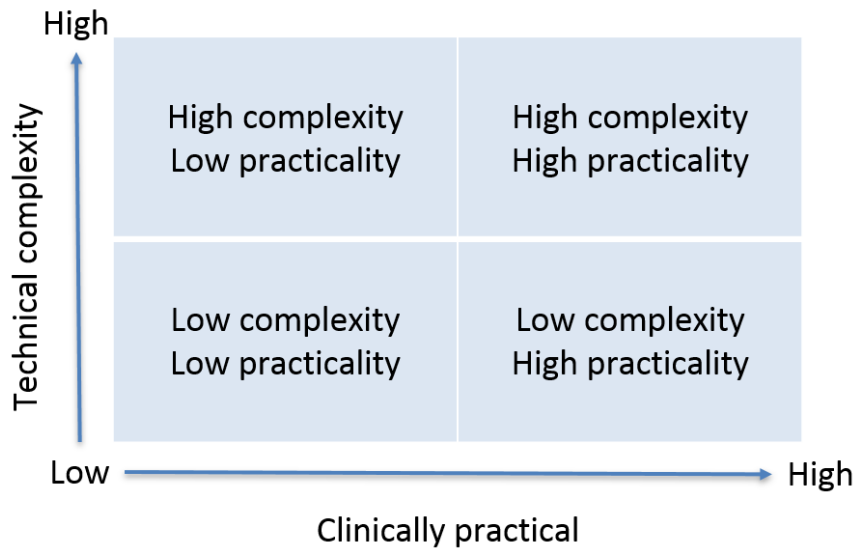 High
Technical complexity
High complexity
Low practicality
High complexity
High practicality
Low complexity
Low practicality
Low complexity
High practicality
Low
High
Clinically practical